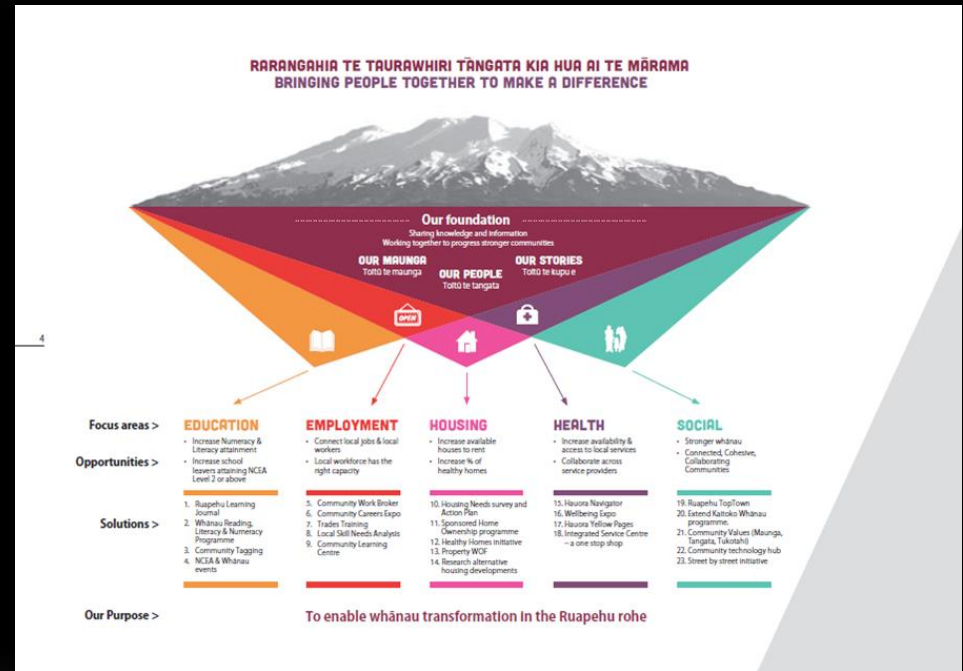 RARANGAHIA TE TAURAWHIRI TĀNGATA KIA HUA AI TE MĀRAMA
BRINGING PEOPLE TOGETHER TO MAKE A DIFFERENCE
Our foundation
Sharing knowledge and information
Working together to progress stronger communities
OUR MAUNGA
Toitū te maunga
OUR PEOPLE
Toitū te tangata
OUR STORIES
Toitū te kupu e
OPEN
4
Focus areas >
EDUCATION
EMPLOYMENT
HOUSING
HEALTH
SOCIAL
Opportunities >
• Increase Numeracy &
Literacy attainment
• Increase school
leavers attaining NCEA
Level 2 or above
• Connect local jobs & local
workers
• Local workforce has the
right capacity
• Increase available
houses to rent
• Increase % of
healthy homes
• Increase availability &
access to local services
• Collaborate across
service providers
• Stronger whānau
• Connected, Cohesive,
Collaborating
Communities
Solutions >
1. Ruapehu Learning
Journal
2. Whānau Reading,
Literacy & Numeracy
Programme
3. Community Tagging
4. NCEA & Whānau
events
5. Community Work Broker
6. Community Careers Expo
7. Trades Training
8. Local Skill Needs Analysis
9. Community Learning
Centre
10. Housing Needs survey and
Action Plan
11. Sponsored Home
Ownership programme
12. Healthy Homes initiative
13. Property WOF
14. Research alternative
housing developments
15. Hauora Navigator
16. Wellbeing Expo
17. Hauora Yellow Pages
18. Integrated Service Centre
– a one stop shop
19. Ruapehu TopTown
20. Extend Kaitoko Whānau
programme.
21. Community Values (Maunga,
Tangata, Tukotahi)
22. Community technology hub
23. Street by street initiative
Our Purpose >
To enable whānau transformation in the Ruapehu rohe